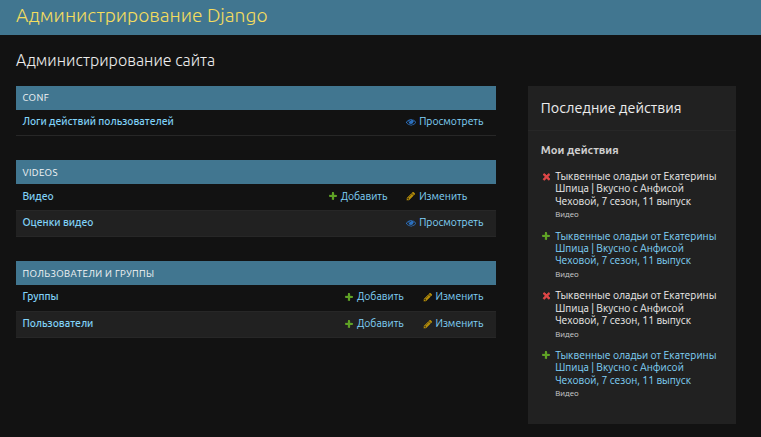 Администрирование Django
Администрирование сайта
CONF
Логи действий пользователей Просмотреть
VIDEOS
Видео Добавить Изменить
Оценки видео Просмотреть
ПОЛЬЗОВАТЕЛИ И ГРУППЫ
Группы Добавить Изменить
Пользователи Добавить Изменить
Последние действия
Мои действия
Тыквенные олады от Екатерины
Шпица | Вкусно с Анфисой
Чеховой, 7 сезон, 11 выпуск
Видео
Тыквенные оладьи от Екатерины
Шпица | Вкусно с Анфисой
Чеховой, 7 сезон, 11 выпуск
Видео
Тыквенные оладьи от Екатерины
Шпица | Вкусно с Анфисой
Чеховой, 7 сезон, 11 выпуск
Видео
Тыквенные оладьи от Екатерины
Шпица | Вкусно с Анфисой
Чеховой, 7 сезон, 11 выпуск
Видео